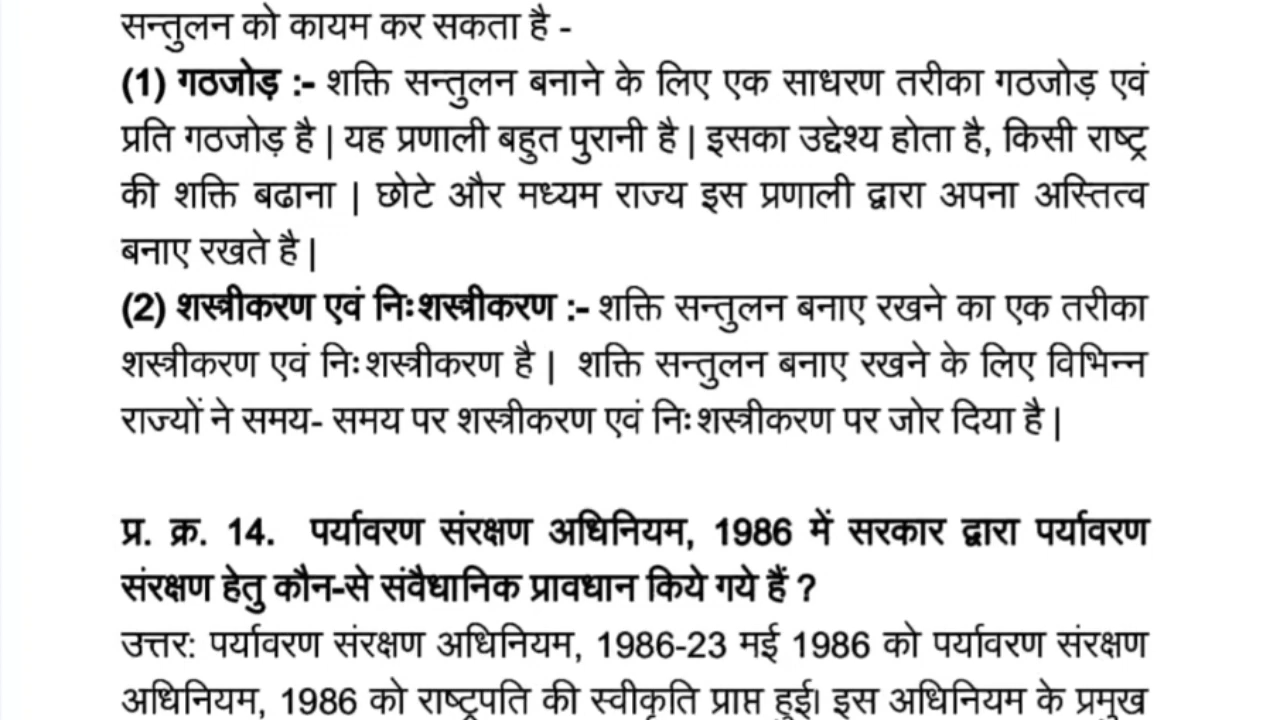 सन्तुलन को कायम कर सकता है -
(1) गठजोड़ :- शक्ति सन्तुलन बनाने के लिए एक साधरण तरीका गठजोड़ एवं
प्रति गठजोड़ है | यह प्रणाली बहुत पुरानी है | इसका उद्देश्य होता है, किसी राष्ट्र
की शक्ति बढाना | छोटे और मध्यम राज्य इस प्रणाली द्वारा अपना अस्तित्व
बनाए रखते है |
(2) शस्त्रीकरण एवं निःशस्त्रीकरण :- शक्ति सन्तुलन बनाए रखने का एक तरीका
शस्त्रीकरण एवं निःशस्त्रीकरण है | शक्ति सन्तुलन बनाए रखने के लिए विभिन्न
राज्यों ने समय- समय पर शस्त्रीकरण एवं निःशस्त्रीकरण पर जोर दिया है |
प्र. क्र. 14. पर्यावरण संरक्षण अधिनियम, 1986 में सरकार द्वारा पर्यावरण
संरक्षण हेतु कौन-से संवैधानिक प्रावधान किये गये हैं ?
उत्तर: पर्यावरण संरक्षण अधिनियम, 1986-23 मई 1986 को पर्यावरण संरक्षण
अधिनियम, 1986 को राष्ट्रपति की स्वीकृति प्राप्त हुई। इस अधिनियम के प्रमुख